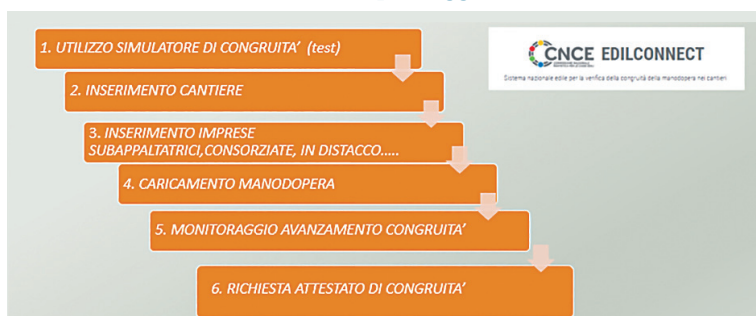 1. UTILIZZO SIMULATORE DI CONGRUITA' (test)
CNCE EDILCONNECT
Sistema nazionale edile per la verifica della congruità della manodopera nei cantieri
2. INSERIMENTO CANTIERE
3. INSERIMENTO IMPRESE
SUBAPPALTATRICI,CONSORZIATE, IN DISTACCO.....
4. CARICAMENTO MANODOPERA
5. MONITORAGGIO AVANZAMENTO CONGRUITA'
6. RICHIESTA ATTESTATO DI CONGRUITA'